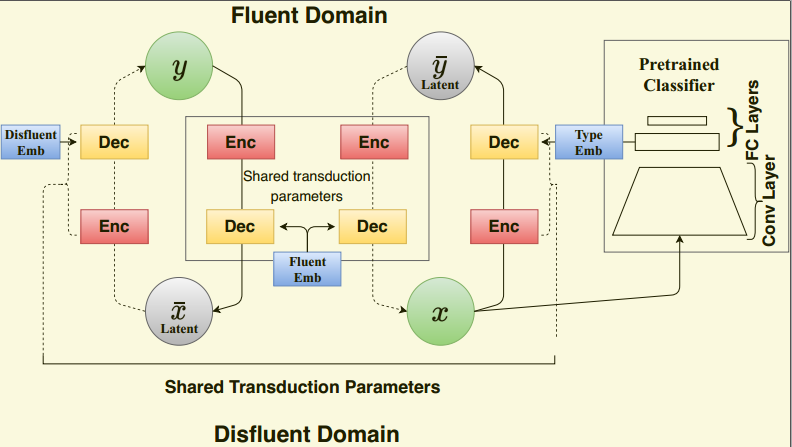 Fluent Domain
y
ȳ
Latent
Pretrained
Classifier
FC Layers
Conv Layer
Disfluent
Emb
Dec
Enc
Enc
Dec
Type
Emb
Shared transduction
parameters
Enc
Dec
Dec
Enc
Fluent
Emb
x̄
Latent
x
Shared Transduction Parameters
Disfluent Domain